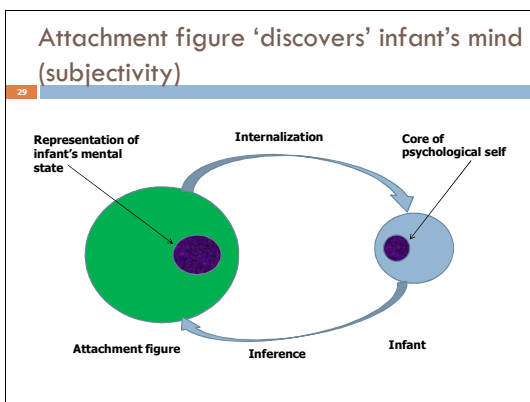 Attachment figure ‘discovers’ infant’s mind
(subjectivity)
29
Representation of
infant’s mental
state
Internalization
Core of
psychological self
Attachment figure
Inference
Infant